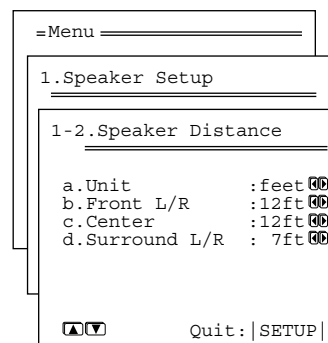 =Menu
1.Speaker Setup
1-2.Speaker Distance
a.Unit :feet
b.Front L/R :12ft
c.Center :12ft
d.Surround L/R : 7ft
Quit:|SETUP|